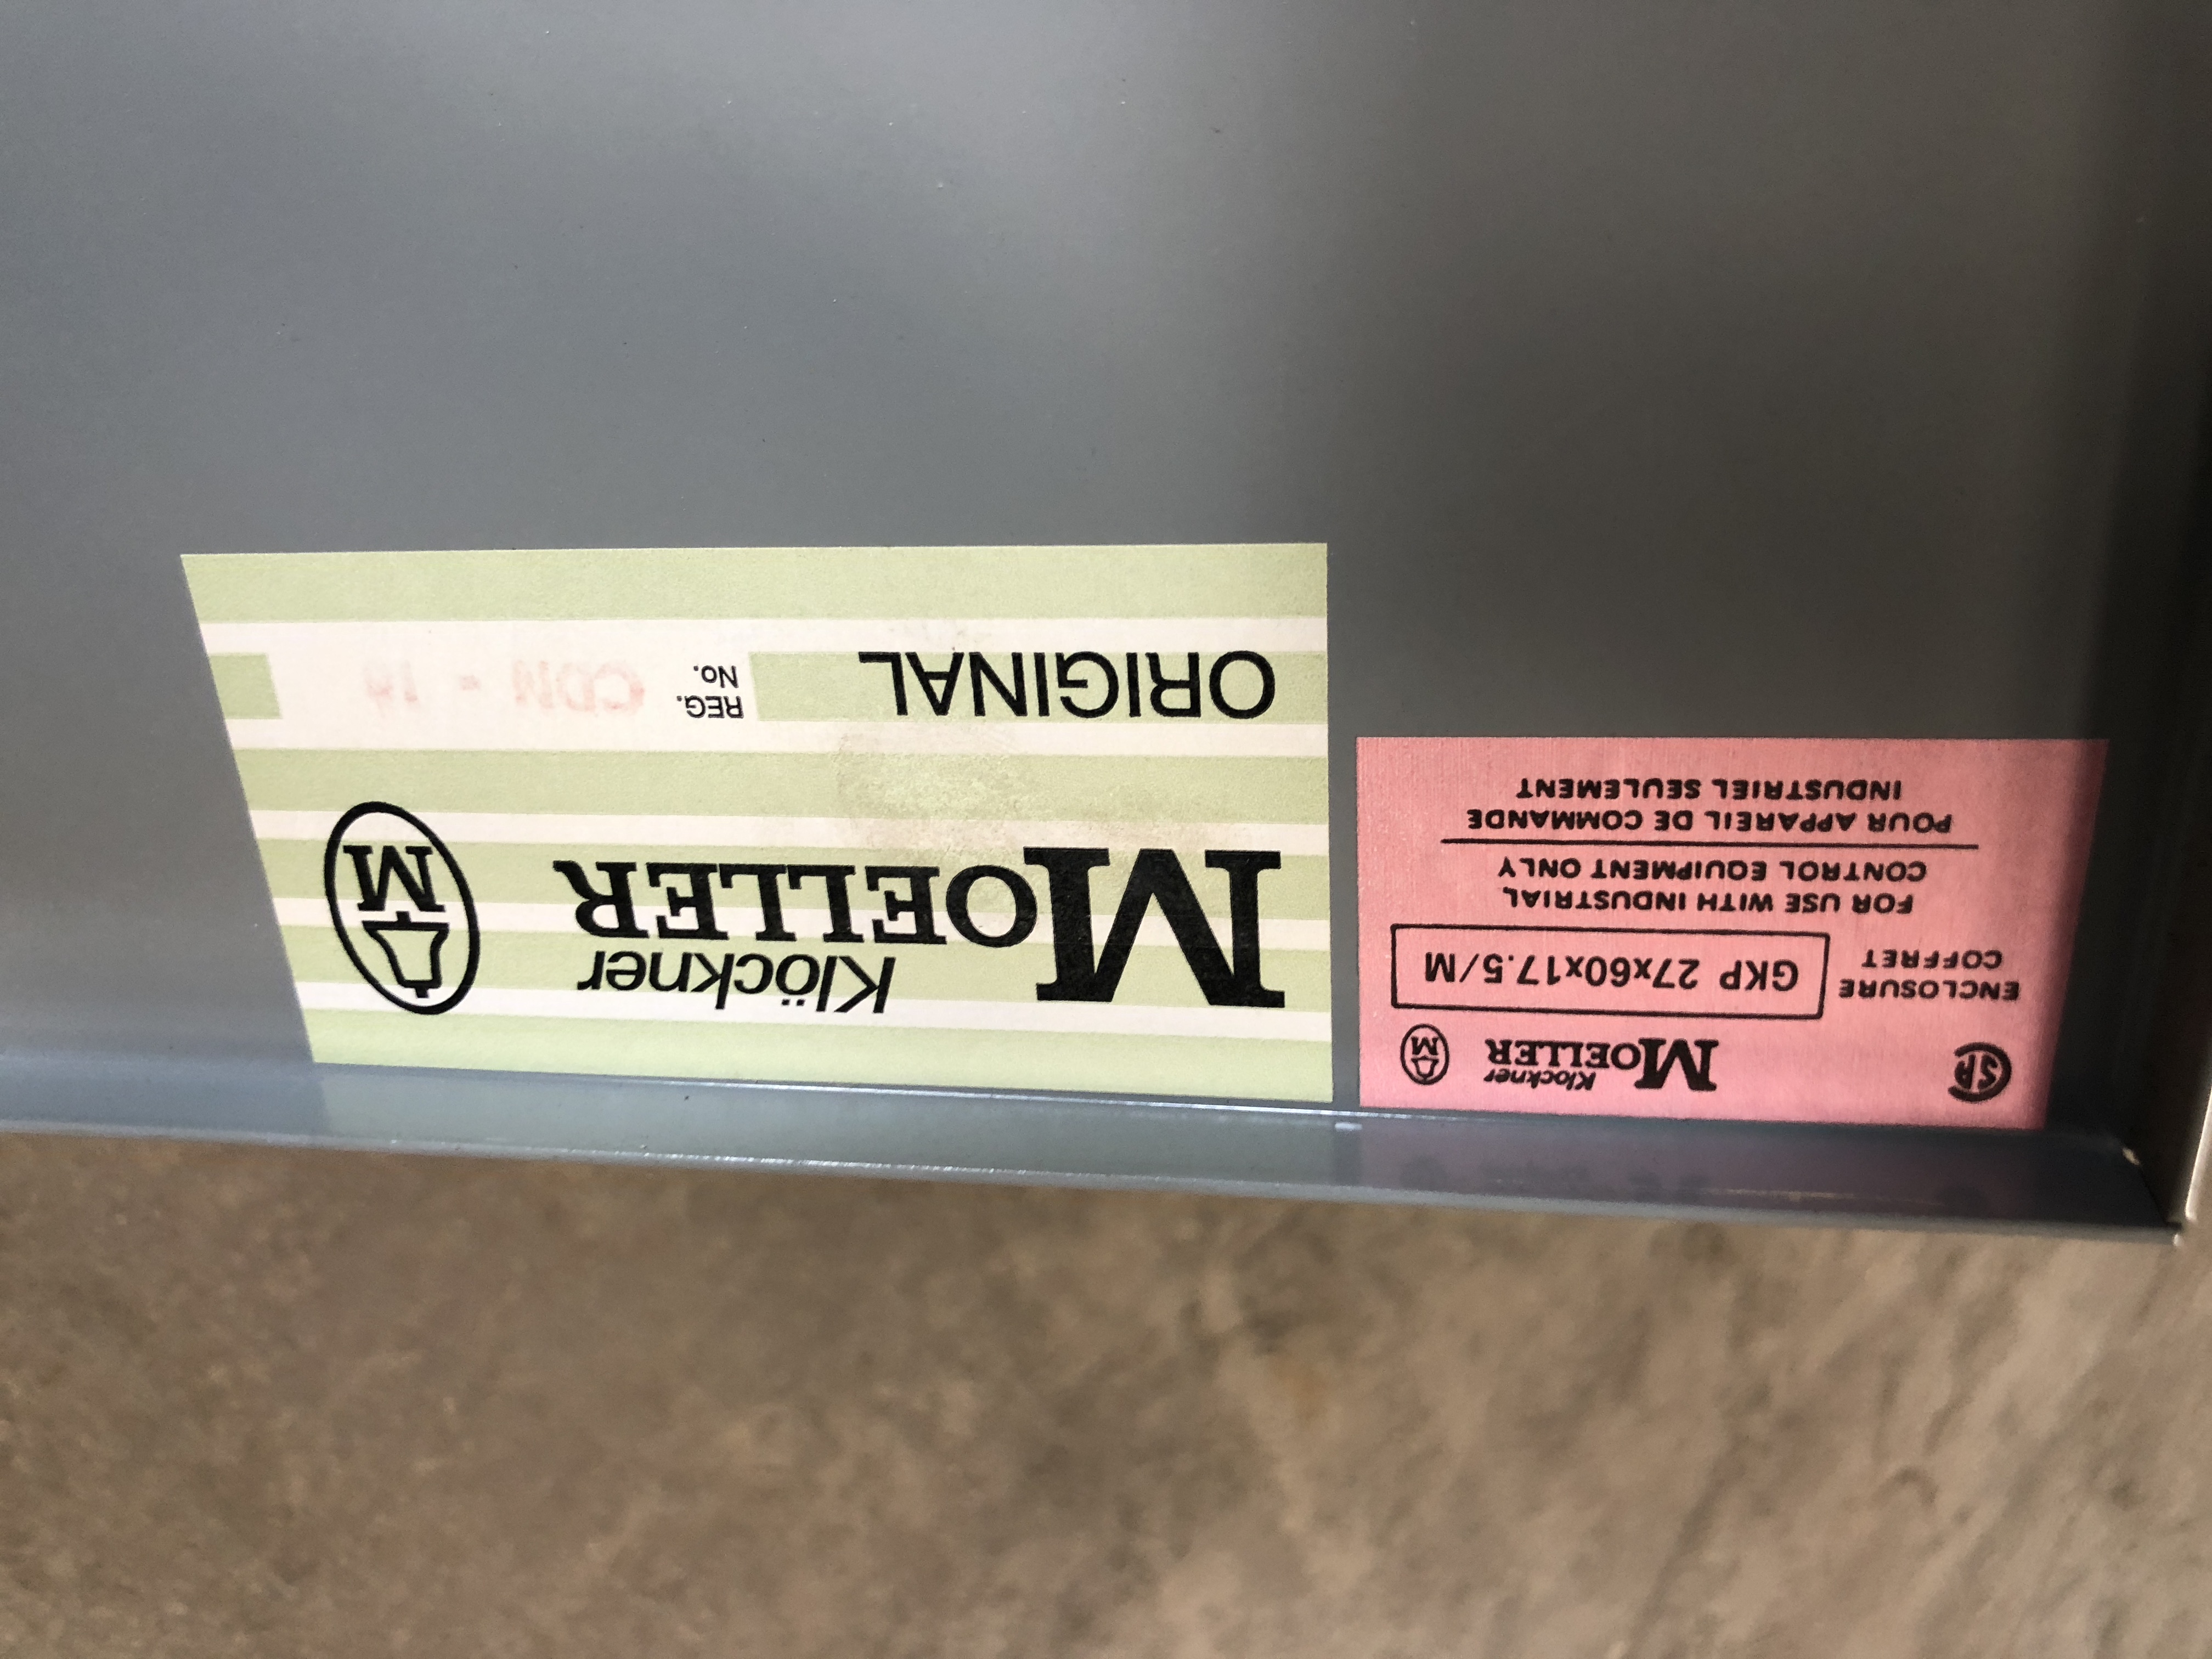 SA
Klöckner
MOELLER
M
ENCLOSURE
COFFRET
GKP 27x60x17.5/M
FOR USE WITH INDUSTRIAL
CONTROL EQUIPMENT ONLY
POUR APPAREIL DE COMMANDE
INDUSTRIEL SEULEMENT
Klöckner
MOELLER
M
ORIGINAL
REG.
No.